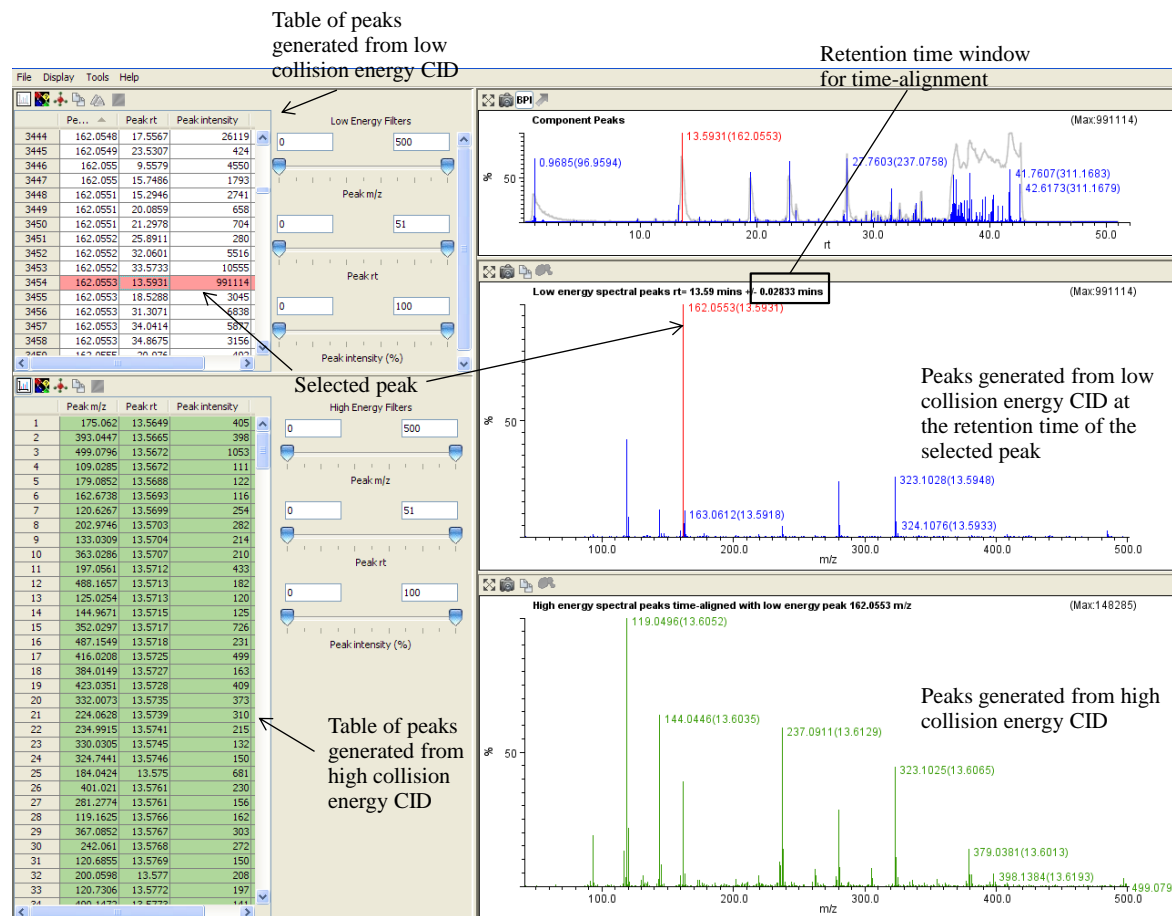 Table of peaks
generated from low
collision energy CID
Retention time window
for time-alignment
File Display Tools Help
Pe... Peak rt Peak intensity
3444 162.0548 17.5567 26119
3445 162.0549 23.5307 424
3446 162.055 9.5579 4550
3447 162.055 15.7486 1793
3448 162.0551 15.2946 2741
3449 162.0551 20.0859 658
3450 162.0551 21.2978 704
3451 162.0552 25.8911 280
3452 162.0552 32.0601 5516
3453 162.0552 33.5733 10555
3454 162.0553 13.5931 991114
3455 162.0553 18.5288 3045
3456 162.0553 31.3071 6838
3457 162.0553 34.0414 5877
3458 162.0553 34.8675 3156
Low Energy Filters
0 500
Peak m/z
0 51
Peak rt
0 100
Peak intensity (%)
Selected peak
Peak m/z Peak rt Peak intensity
1 175.062 13.5649 405
2 393.0447 13.5665 398
3 499.0796 13.5672 1053
4 109.0285 13.5672 111
5 179.0852 13.5688 122
6 162.6738 13.5693 116
7 120.6267 13.5699 254
8 202.9746 13.5703 282
9 133.0309 13.5704 214
10 363.0286 13.5707 210
11 197.0561 13.5712 433
12 488.1657 13.5713 182
13 125.0254 13.5713 120
14 144.9671 13.5715 125
15 352.0297 13.5717 726
16 487.1549 13.5718 231
17 416.0208 13.5725 499
18 384.0149 13.5727 163
19 423.0351 13.5728 409
20 332.0073 13.5735 373
21 224.0628 13.5739 310
22 234.9915 13.5741 215
23 330.0305 13.5745 132
24 324.7441 13.5746 150
25 184.0424 13.575 681
26 401.021 13.5761 230
27 281.2774 13.5761 156
28 119.1625 13.5766 162
29 367.0852 13.5767 303
30 242.061 13.5768 272
31 120.6855 13.5769 150
32 200.0598 13.577 208
33 120.7306 13.5772 197
High Energy Filters
0 500
Peak m/z
0 51
Peak rt
0 100
Peak intensity (%)
Table of peaks
generated from
high collision
energy CID
BPI
Component Peaks (Max:991114)
13.5931(162.0553)
0.9685(96.9594)
27.7603(237.0758)
41.7607(311.1683)
42.6173(311.1679)
%
50
10.0 20.0 30.0 40.0 50.0
rt
Low energy spectral peaks rt= 13.59 mins +/- 0.02833 mins (Max:991114)
162.0553(13.5931)
Peaks generated from low
collision energy CID at
the retention time of the
selected peak
%
50
323.1028(13.5948)
163.0612(13.5918)
324.1076(13.5933)
100.0 200.0 300.0 400.0 500.0
m/z
High energy spectral peaks time-aligned with low energy peak 162.0553 m/z (Max:148285)
119.0496(13.6052)
Peaks generated from high
collision energy CID
144.0446(13.6035)
237.0911(13.6129)
323.1025(13.6065)
%
50
379.0381(13.6013)
398.1384(13.6193)
499.079
100.0 200.0 300.0 400.0 500.0
m/z